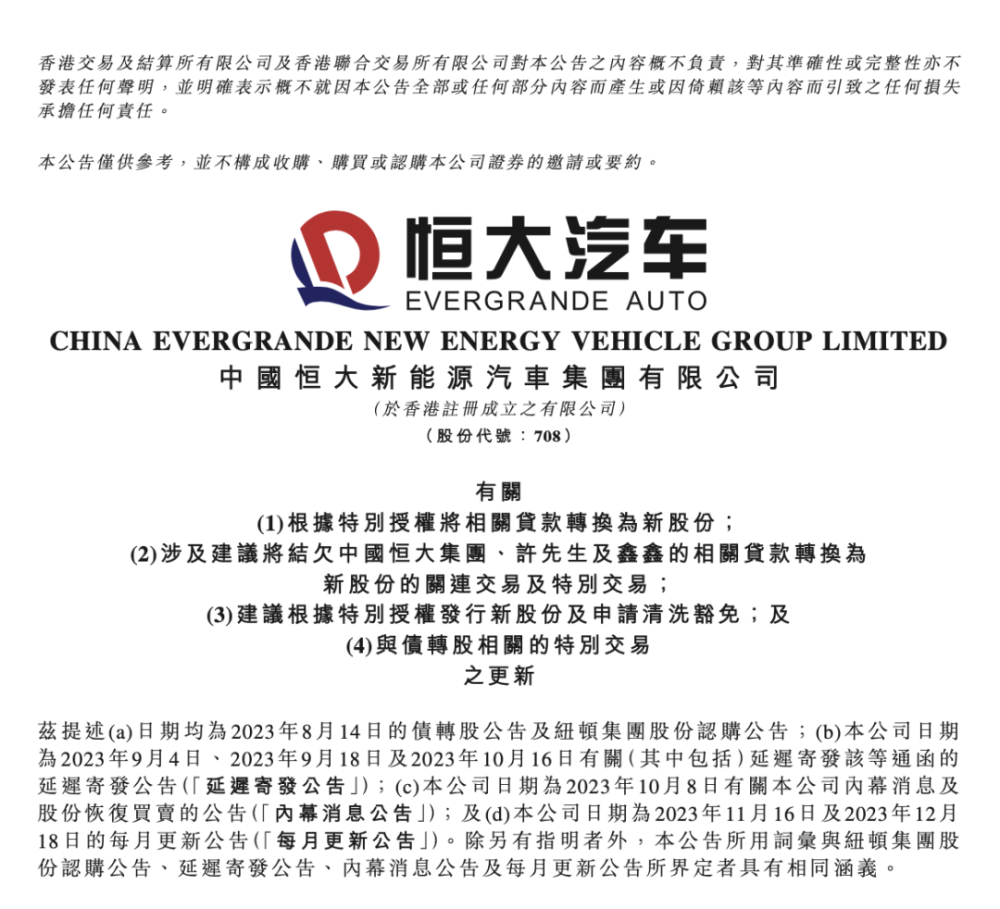 香港交易及結算所有限公司及香港聯合交易所有限公司對本公告之內容概不負責，對其準確性或完整性亦不
發表任何聲明，並明確表示概不就因本公告全部或任何部分內容而產生或因倚賴該等內容而引致之任何損失
承擔任何責任。
本公告僅供參考，並不構成收購、購買或認購本公司證券的邀請或要約。
恒大汽车
EVERGRANDE AUTO
CHINA EVERGRANDE NEW ENERGY VEHICLE GROUP LIMITED
中國恒大新能源汽車集團有限公司
(於香港註冊成立之有限公司)
（股份代號：708）
有關
(1)根據特別授權將相關貸款轉換為新股份；
(2)涉及建議將結欠中國恒大集團、許先生及鑫鑫的相關貸款轉換為
新股份的關連交易及特別交易；
(3)建議根據特別授權發行新股份及申請清洗豁免；及
(4)與債轉股相關的特別交易
之更新
茲提述(a)日期均為2023年8月14日的債轉股公告及紐頓集團股份認購公告；(b)本公司日期
為2023年9月4日、2023年9月18日及2023年10月16日有關(其中包括)延遲寄發該等通函的
延遲寄發公告(「延遲寄發公告」)；(c)本公司日期為2023年10月8日有關本公司內幕消息及
股份恢復買賣的公告(「內幕消息公告」)；及(d)本公司日期為2023年11月16日及2023年12月
18日的每月更新公告(「每月更新公告」)。除另有指明者外，本公告所用詞彙與紐頓集團股
份認購公告、延遲寄發公告、內幕消息公告及每月更新公告所界定者具有相同涵義。